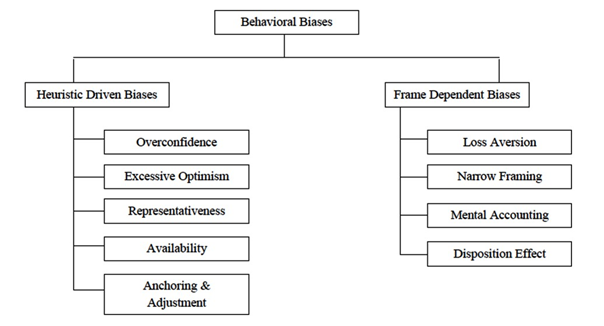 Behavioral Biases
Heuristic Driven Biases
Frame Dependent Biases
Overconfidence
Excessive Optimism
Representativeness
Availability
Anchoring &
Adjustment
Loss Aversion
Narrow Framing
Mental Accounting
Disposition Effect